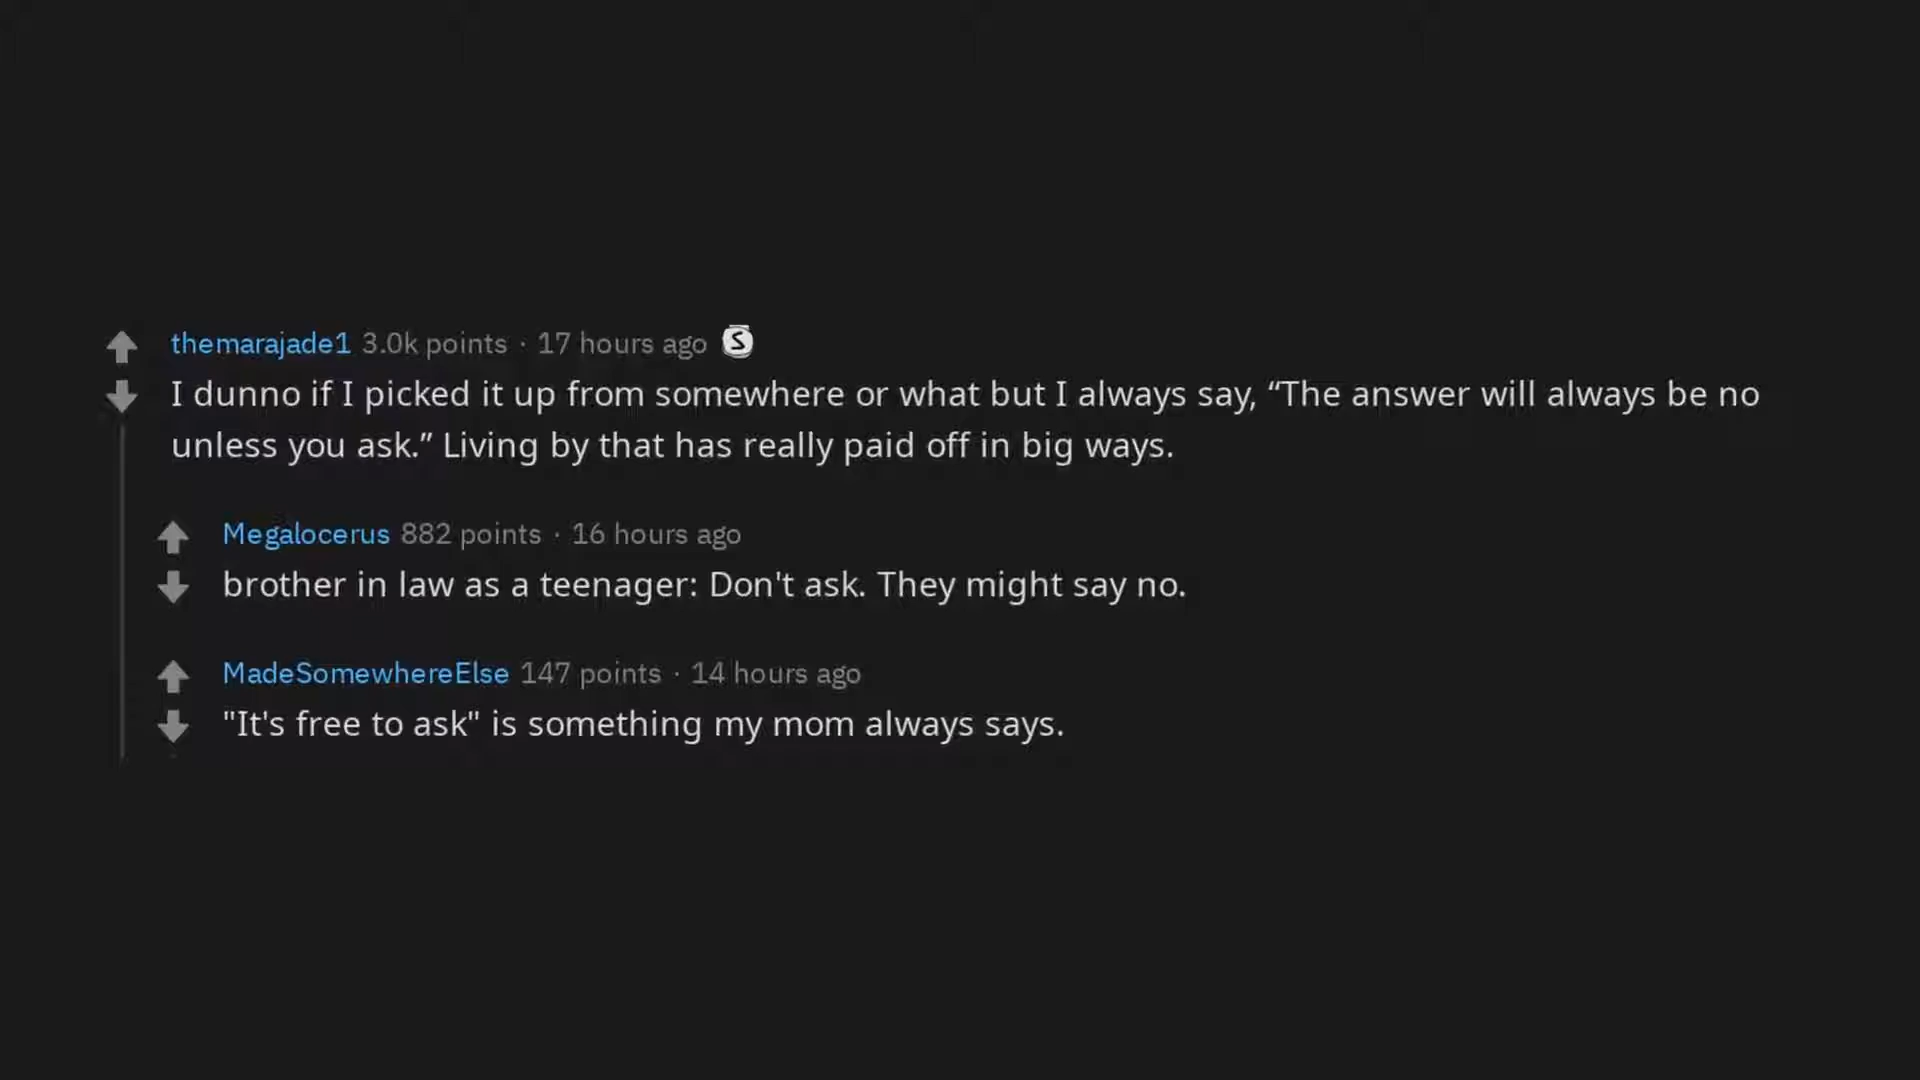 themarajade1 3.0k points · 17 hours ago S
I dunno if I picked it up from somewhere or what but I always say, “The answer will always be no
unless you ask.” Living by that has really paid off in big ways.
Megalocerus 882 points · 16 hours ago
brother in law as a teenager: Don't ask. They might say no.
MadeSomewhereElse 147 points · 14 hours ago
"It's free to ask" is something my mom always says.